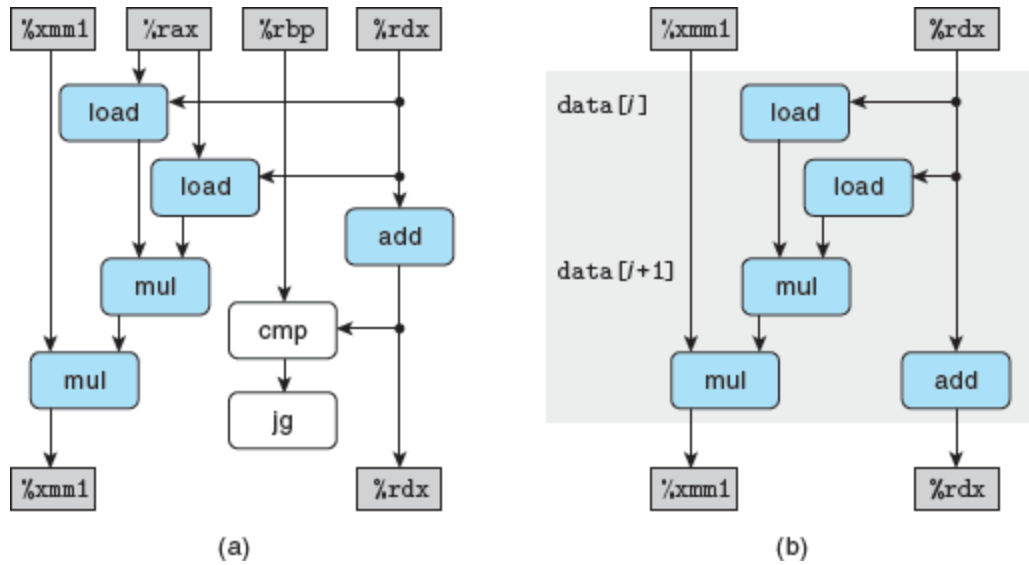 %xmm1 %rax %rbp %rdx
load
load
add
mul
cmp
mul
jg
%xmm1 %rdx
(a)
%xmm1 %rdx
data[i]
load
load
data[i+1]
mul
mul
add
%xmm1 %rdx
(b)